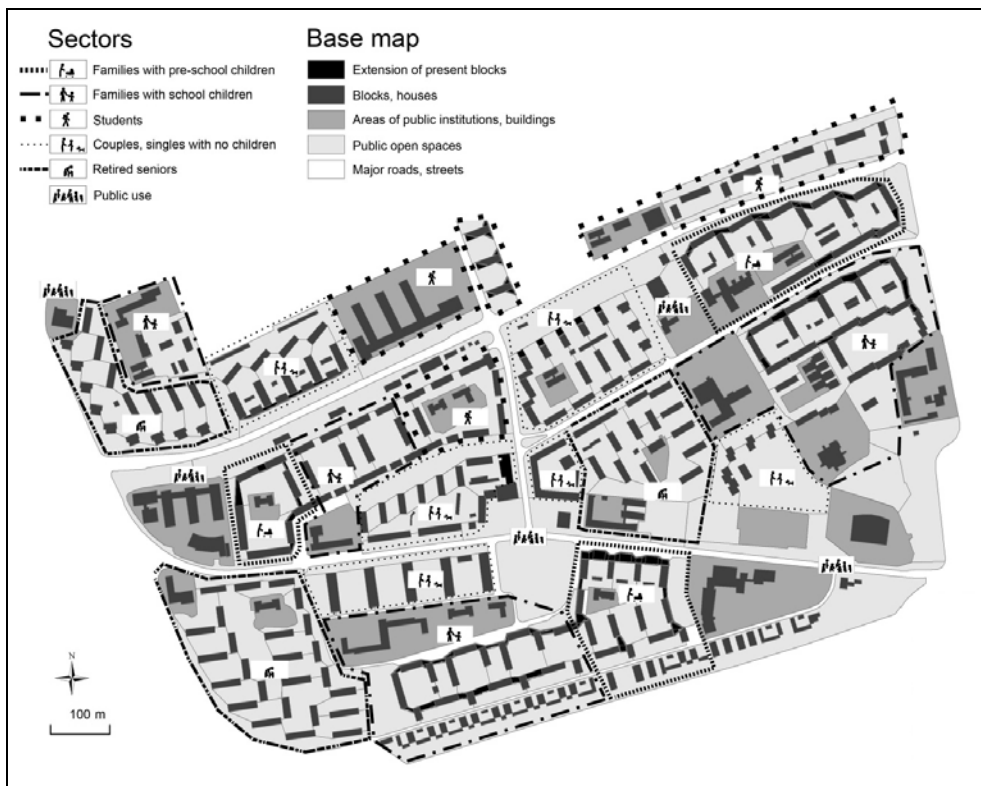 Sectors
Families with pre-school children
Families with school children
Students
Couples, singles with no children
Retired seniors
Public use
Base map
Extension of present blocks
Blocks, houses
Areas of public institutions, buildings
Public open spaces
Major roads, streets
N
100 m